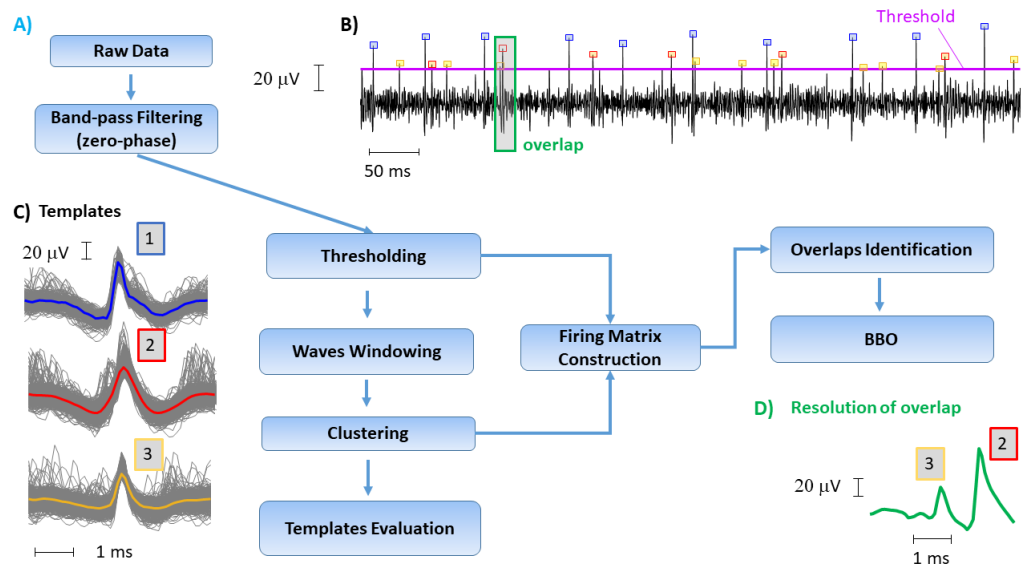 A)
Raw Data
Band-pass Filtering
(zero-phase)
B)
Threshold
20 μV
overlap
50 ms
C) Templates
20 μV
1
2
3
1 ms
Thresholding
Waves Windowing
Clustering
Templates Evaluation
Firing Matrix
Construction
Overlaps Identification
BBO
D) Resolution of overlap
2
3
20 μV
1 ms